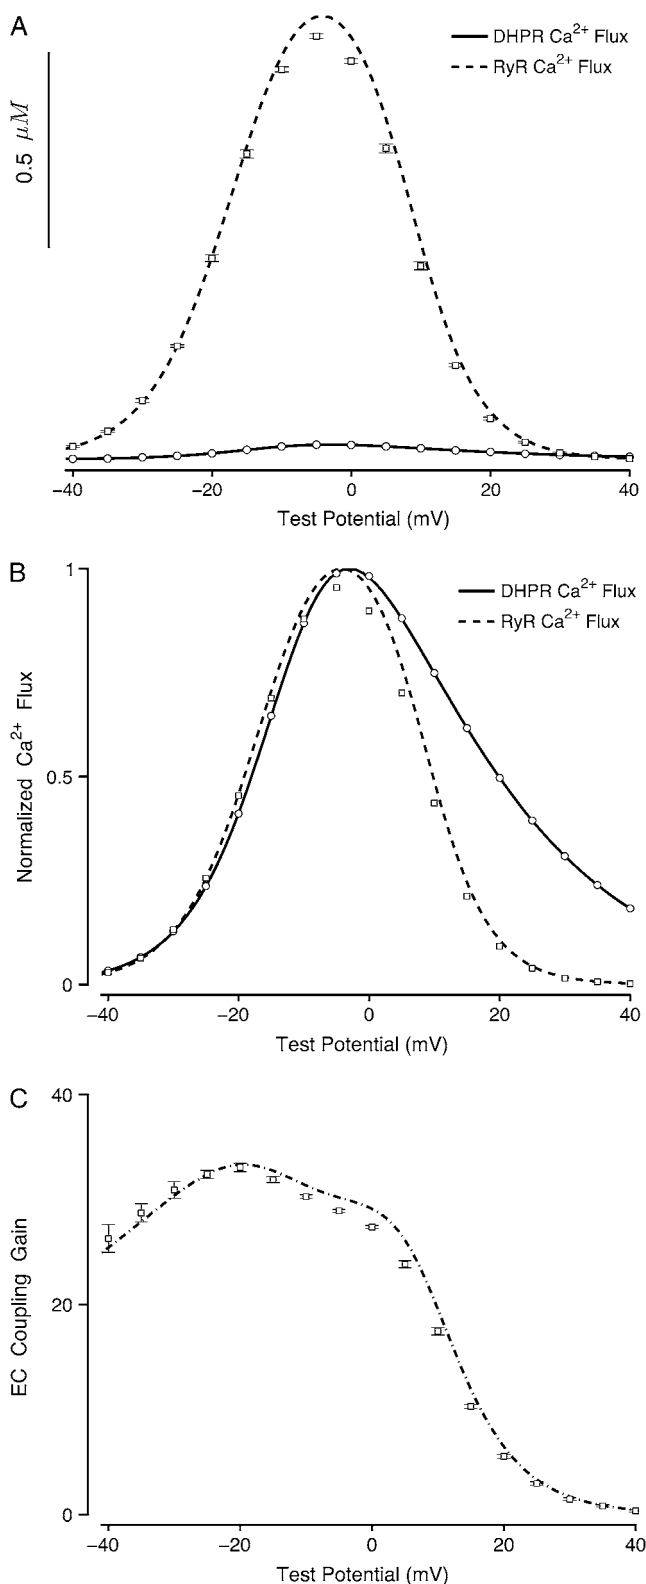 A
DHPR Ca2+ Flux
RyR Ca2+ Flux
0.5 μM
−40 −20 0 20 40
Test Potential (mV)
B
1
DHPR Ca2+ Flux
RyR Ca2+ Flux
Normalized Ca2+ Flux
0.5
0
−40 −20 0 20 40
Test Potential (mV)
C
40
EC Coupling Gain
20
0
−40 −20 0 20 40
Test Potential (mV)